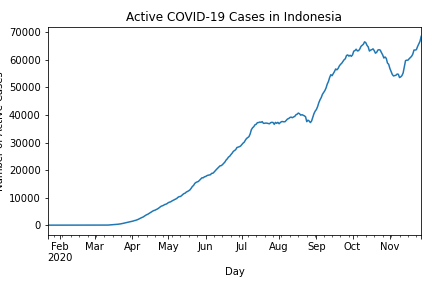 Active COVID-19 Cases in Indonesia
70000
60000
50000
40000
30000
20000
10000
0
Number of Active Cases
Feb Mar Apr May Jun Jul Aug Sep Oct Nov
2020
Day